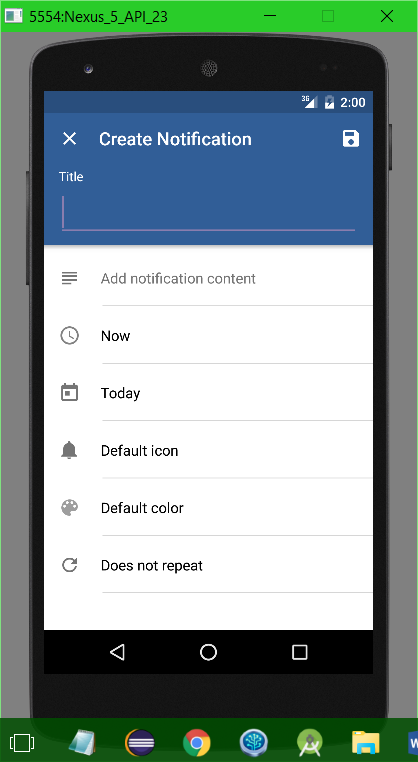 5554:Nexus_5_API_23
3G 2:00
Create Notification
Title
Add notification content
Now
Today
Default icon
Default color
Does not repeat
W